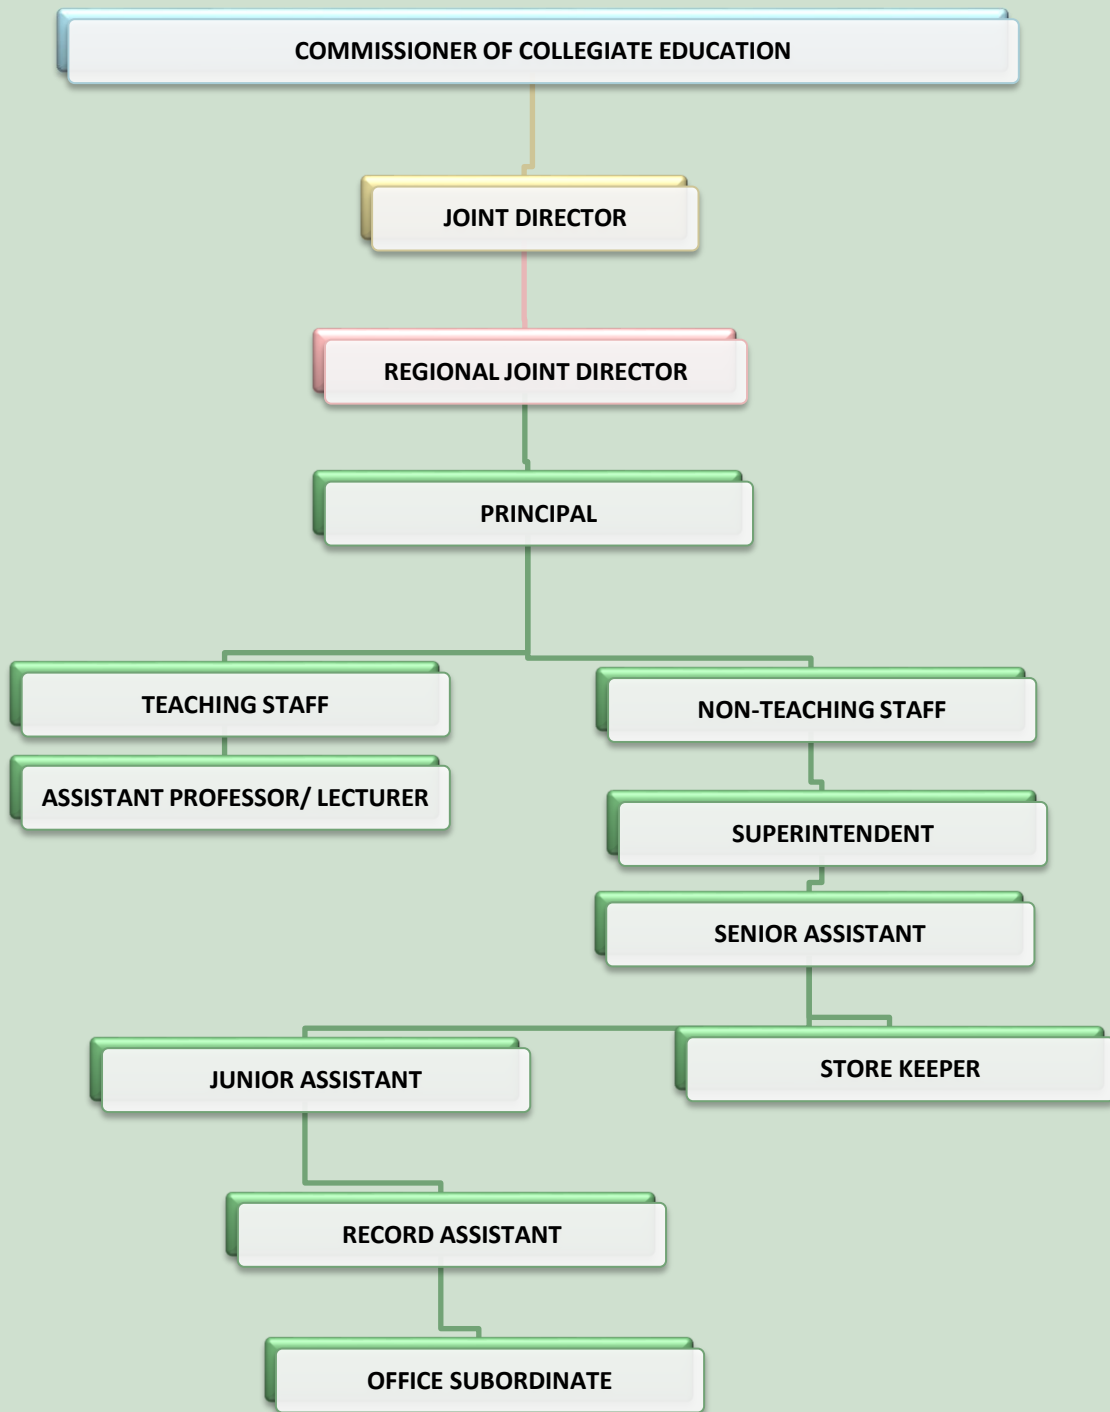 COMMISSIONER OF COLLEGIATE EDUCATION
JOINT DIRECTOR
REGIONAL JOINT DIRECTOR
PRINCIPAL
TEACHING STAFF
NON-TEACHING STAFF
ASSISTANT PROFESSOR/ LECTURER
SUPERINTENDENT
SENIOR ASSISTANT
JUNIOR ASSISTANT
STORE KEEPER
RECORD ASSISTANT
OFFICE SUBORDINATE